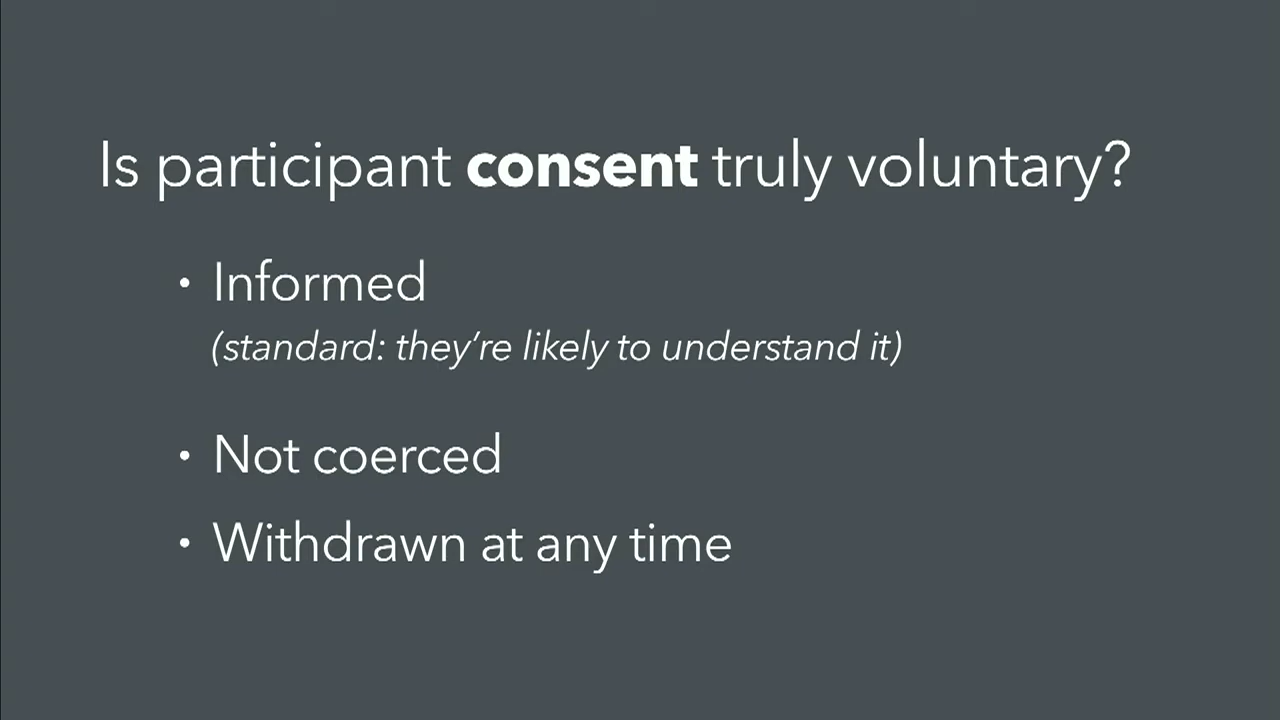 Is participant consent truly voluntary?
• Informed
(standard: they’re likely to understand it)
• Not coerced
• Withdrawn at any time